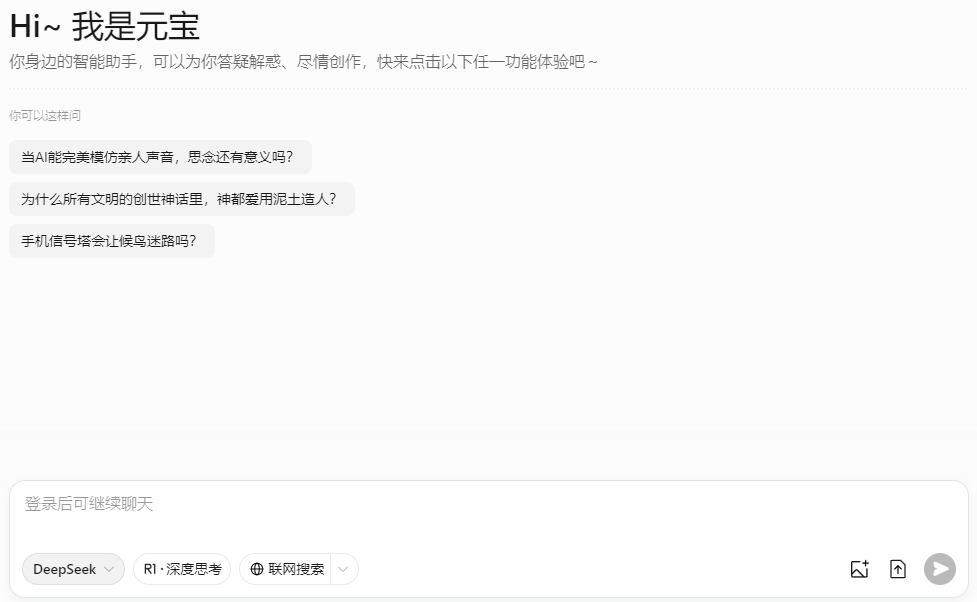 Hi~ 我是元宝
你身边的智能助手，可以为你答疑解惑、尽情创作，快来点击以下任一功能体验吧～
你可以这样问
当AI能完美模仿亲人声音，思念还有意义吗？
为什么所有文明的创世神话里，神都爱用泥土造人？
手机信号塔会让候鸟迷路吗？
登录后可继续聊天
DeepSeek R1 · 深度思考 联网搜索